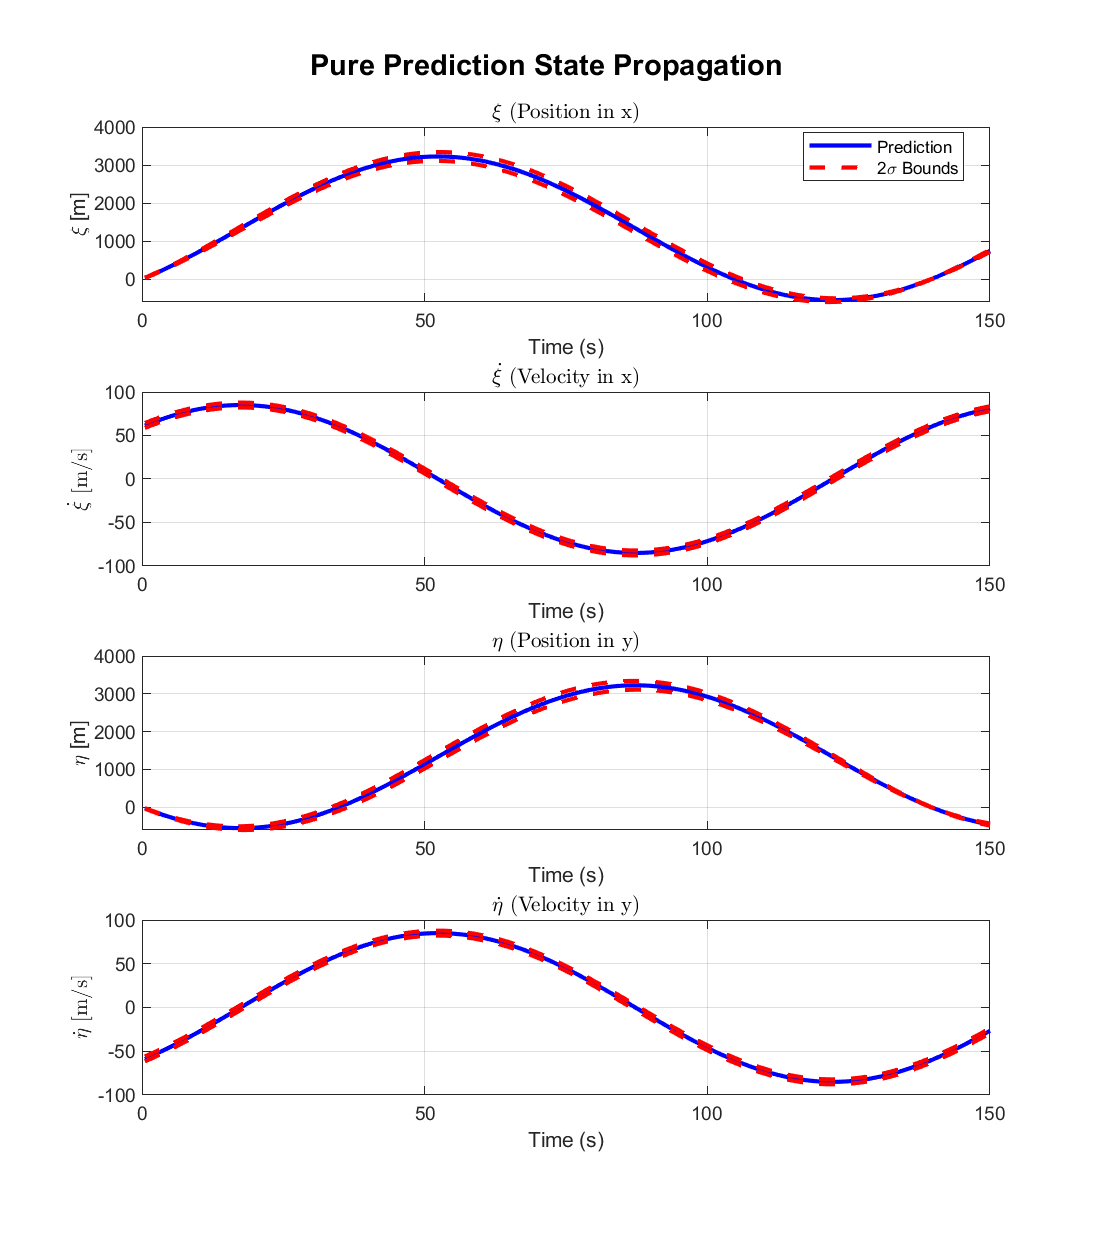 Pure Prediction State Propagation
ξ (Position in x)
4000
3000
2000
1000
0
ξ [m]
Prediction
2σ Bounds
0 50 100 150
Time (s)
ξ̇ (Velocity in x)
100
50
0
-50
-100
ξ̇ [m/s]
0 50 100 150
Time (s)
η (Position in y)
4000
3000
2000
1000
0
η [m]
0 50 100 150
Time (s)
η̇ (Velocity in y)
100
50
0
-50
-100
η̇ [m/s]
0 50 100 150
Time (s)